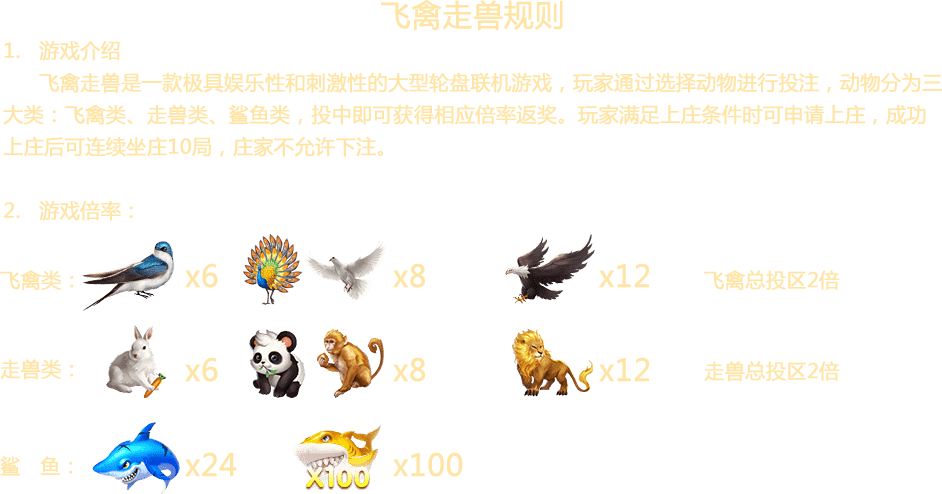 飞禽走兽规则
1. 游戏介绍
飞禽走兽是一款极具娱乐性和刺激性的大型轮盘联机游戏，玩家通过选择动物进行投注，动物分为三
大类：飞禽类、走兽类、鲨鱼类，投中即可获得相应倍率返奖。玩家满足上庄条件时可申请上庄，成功
上庄后可连续坐庄10局，庄家不允许下注。
2. 游戏倍率：
飞禽类： x6 x8 x12 飞禽总投区2倍
走兽类： x6 x8 x12 走兽总投区2倍
鲨 鱼： x24 X100 x100